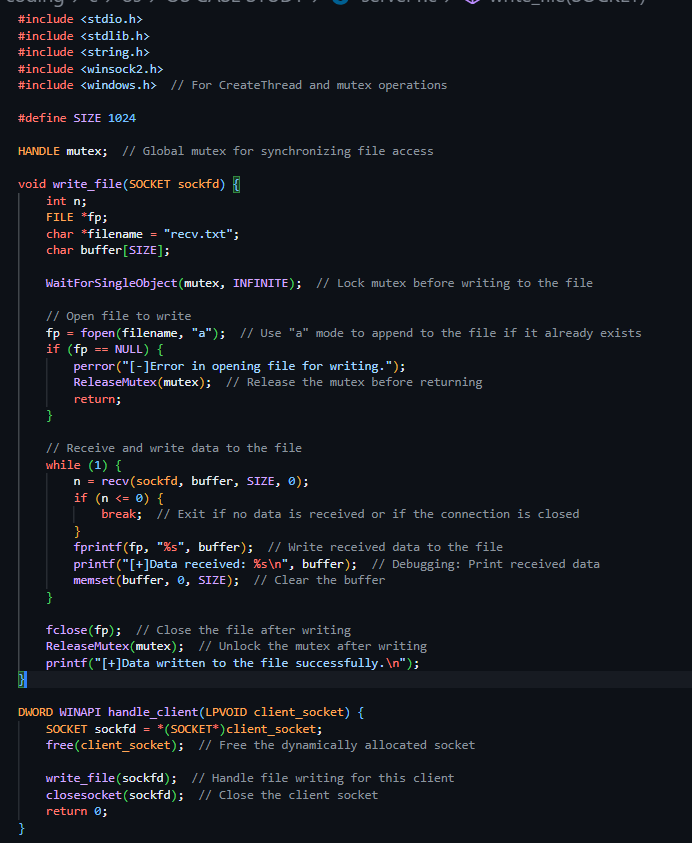 coding > c > OS > OS CASE STUDY > server.c > write_file(SOCKET)
#include <stdio.h>
#include <stdlib.h>
#include <string.h>
#include <winsock2.h>
#include <windows.h>  // For CreateThread and mutex operations

#define SIZE 1024

HANDLE mutex;  // Global mutex for synchronizing file access

void write_file(SOCKET sockfd) {
    int n;
    FILE *fp;
    char *filename = "recv.txt";
    char buffer[SIZE];

    WaitForSingleObject(mutex, INFINITE);  // Lock mutex before writing to the file

    // Open file to write
    fp = fopen(filename, "a");  // Use "a" mode to append to the file if it already exists
    if (fp == NULL) {
        perror("[-]Error in opening file for writing.");
        ReleaseMutex(mutex);  // Release the mutex before returning
        return;
    }

    // Receive and write data to the file
    while (1) {
        n = recv(sockfd, buffer, SIZE, 0);
        if (n <= 0) {
            break;  // Exit if no data is received or if the connection is closed
        }
        fprintf(fp, "%s", buffer);  // Write received data to the file
        printf("[+]Data received: %s\n", buffer);  // Debugging: Print received data
        memset(buffer, 0, SIZE);  // Clear the buffer
    }

    fclose(fp);  // Close the file after writing
    ReleaseMutex(mutex);  // Unlock the mutex after writing
    printf("[+]Data written to the file successfully.\n");
}

DWORD WINAPI handle_client(LPVOID client_socket) {
    SOCKET sockfd = *(SOCKET*)client_socket;
    free(client_socket);  // Free the dynamically allocated socket

    write_file(sockfd);  // Handle file writing for this client
    closesocket(sockfd);  // Close the client socket
    return 0;
}